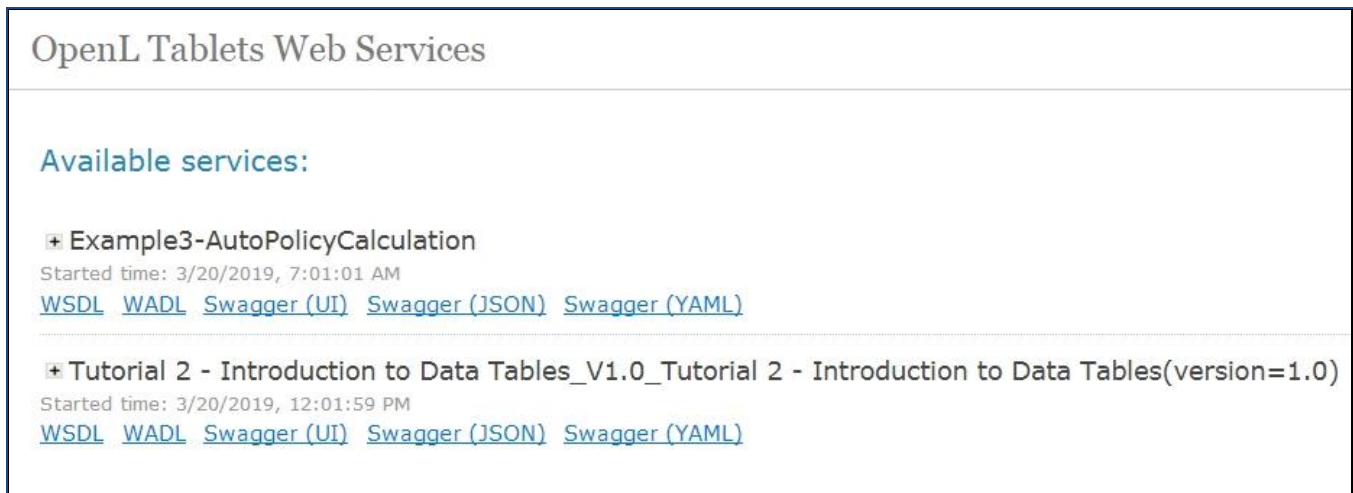 OpenL Tablets Web Services
Available services:
Example3-AutoPolicyCalculation
Started time: 3/20/2019, 7:01:01 AM
WSDL WADL Swagger (UI) Swagger (JSON) Swagger (YAML)
Tutorial 2 - Introduction to Data Tables_V1.0_Tutorial 2 - Introduction to Data Tables(version=1.0)
Started time: 3/20/2019, 12:01:59 PM
WSDL WADL Swagger (UI) Swagger (JSON) Swagger (YAML)